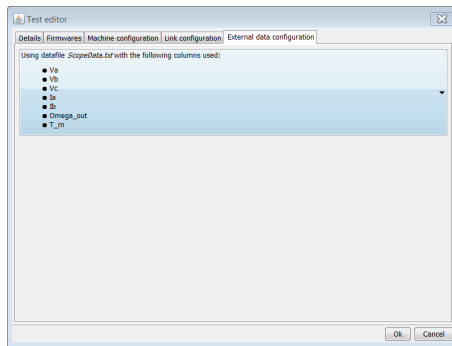 Test editor
Details Firmwares Machine configuration Link configuration External data configuration
Using datafile ScopeData.txt with the following columns used:
● Va
● Vb
● Vc
● Ia
● Ib
● Omega_out
● T_m
Ok Cancel